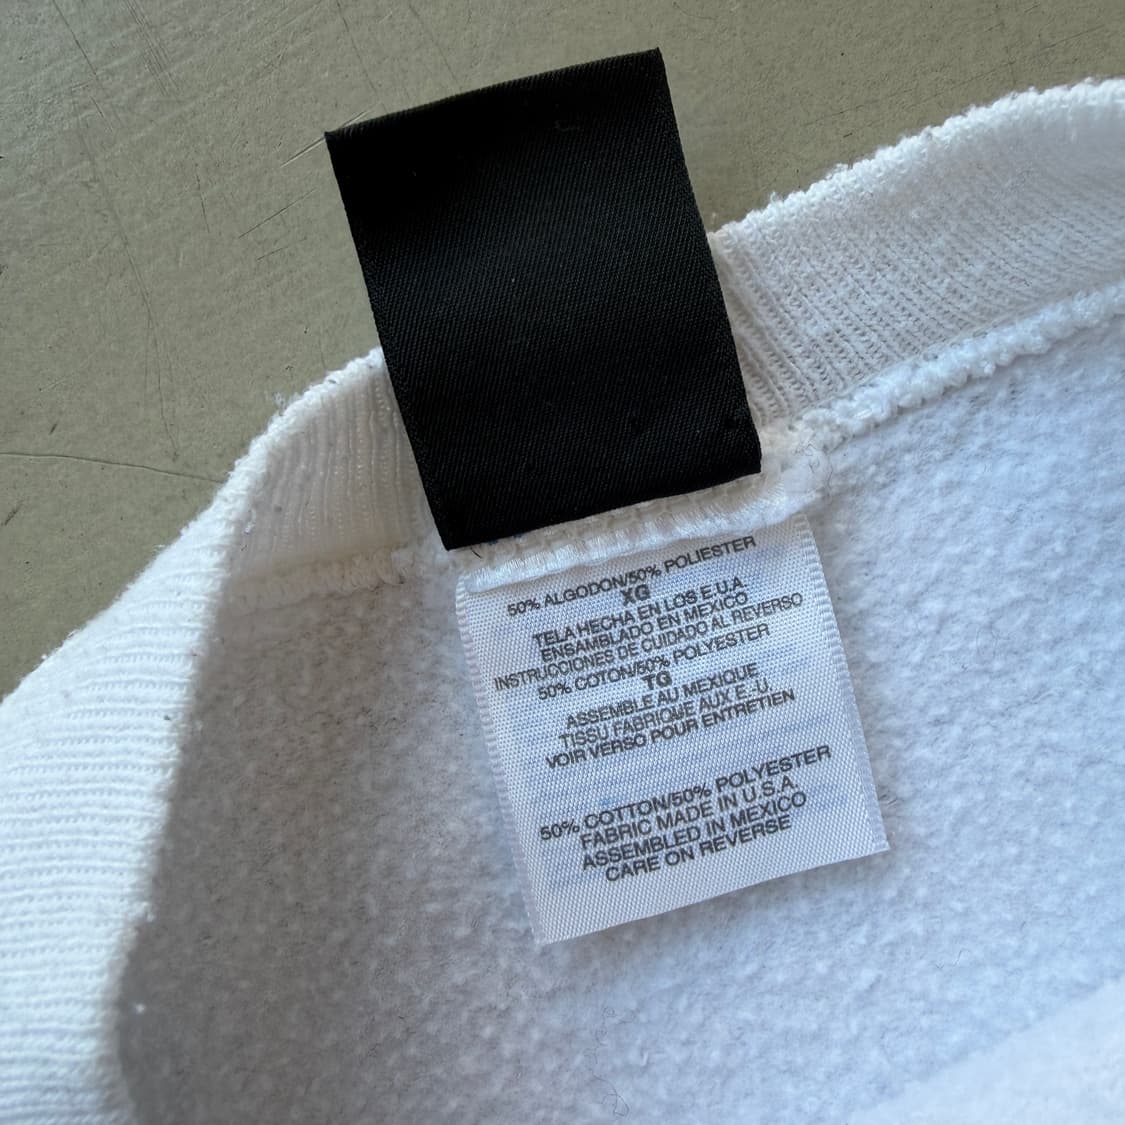 50% ALGODON/50% POLIESTER
XG
TELA HECHA EN LOS E.U.A.
ENSAMBLADO EN MEXICO
INSTRUCCIONES DE CUIDADO AL REVERSO
50% COTON/50% POLYESTER
TG
ASSEMBLE AU MEXIQUE
TISSU FABRIQUE AUX E.-U.
VOIR VERSO POUR ENTRETIEN
50% COTTON/50% POLYESTER
FABRIC MADE IN U.S.A.
ASSEMBLED IN MEXICO
CARE ON REVERSE